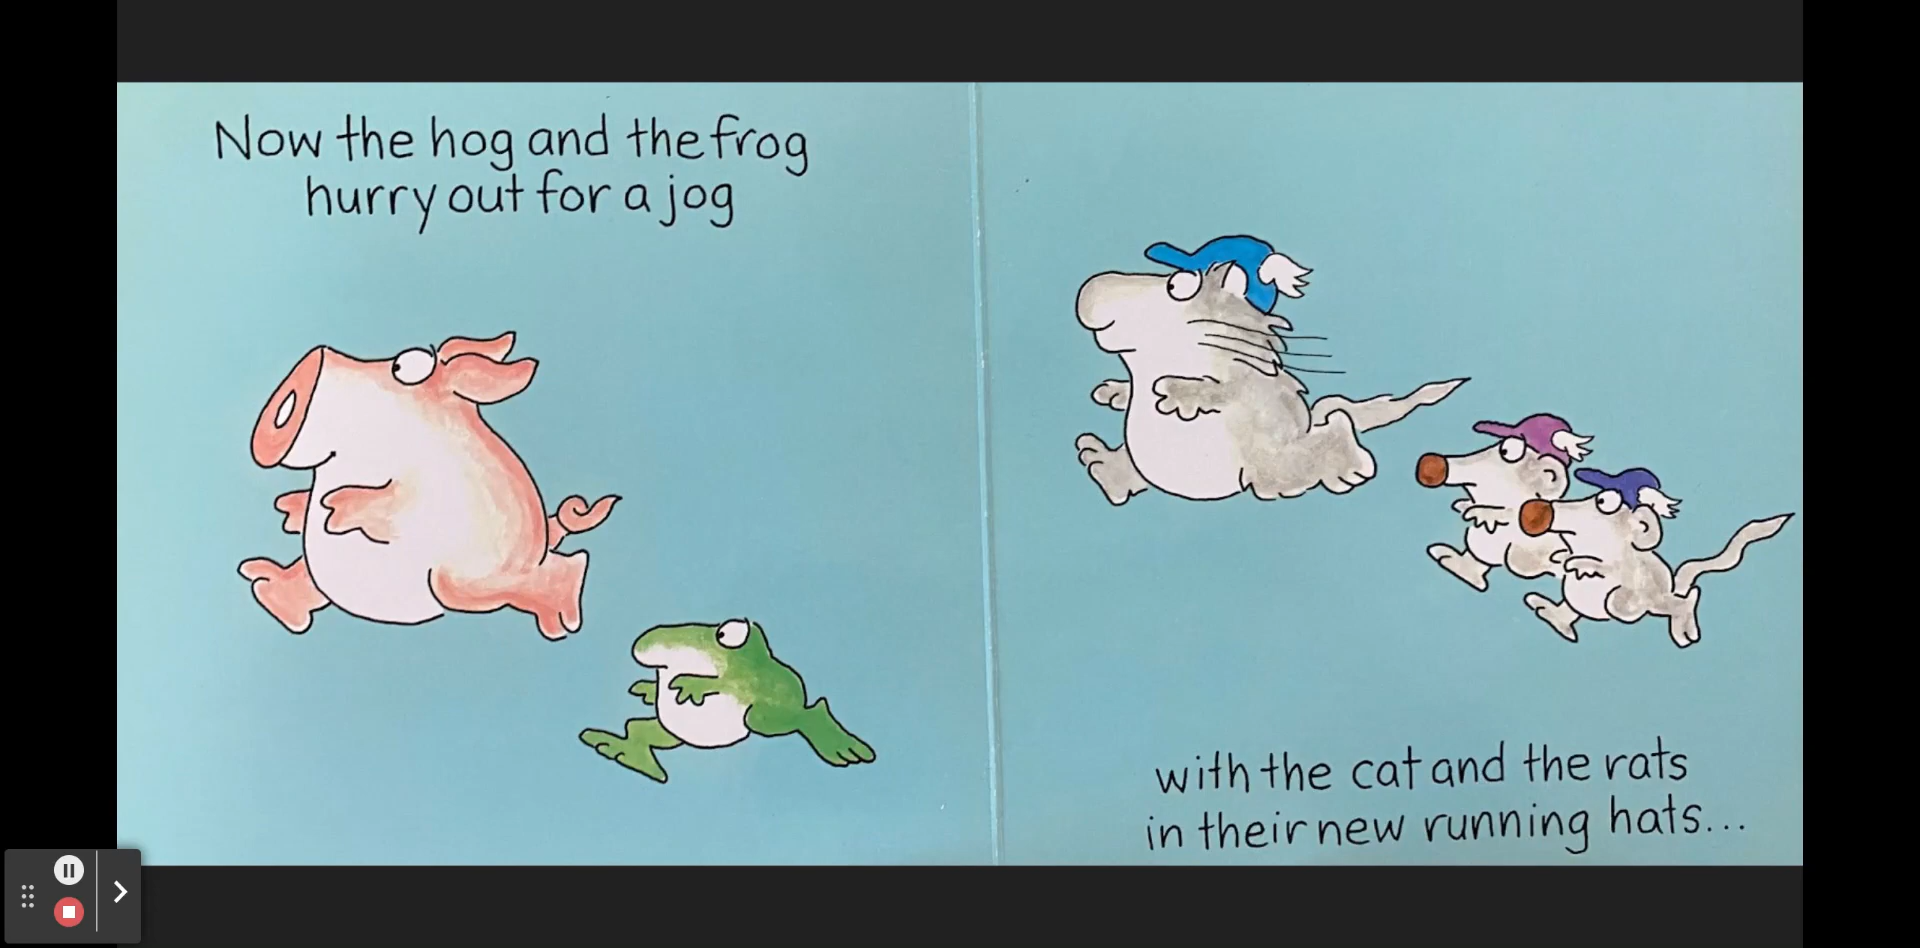 Now the hog and the frog
hurry out for a jog
with the cat and the rats
in their new running hats...